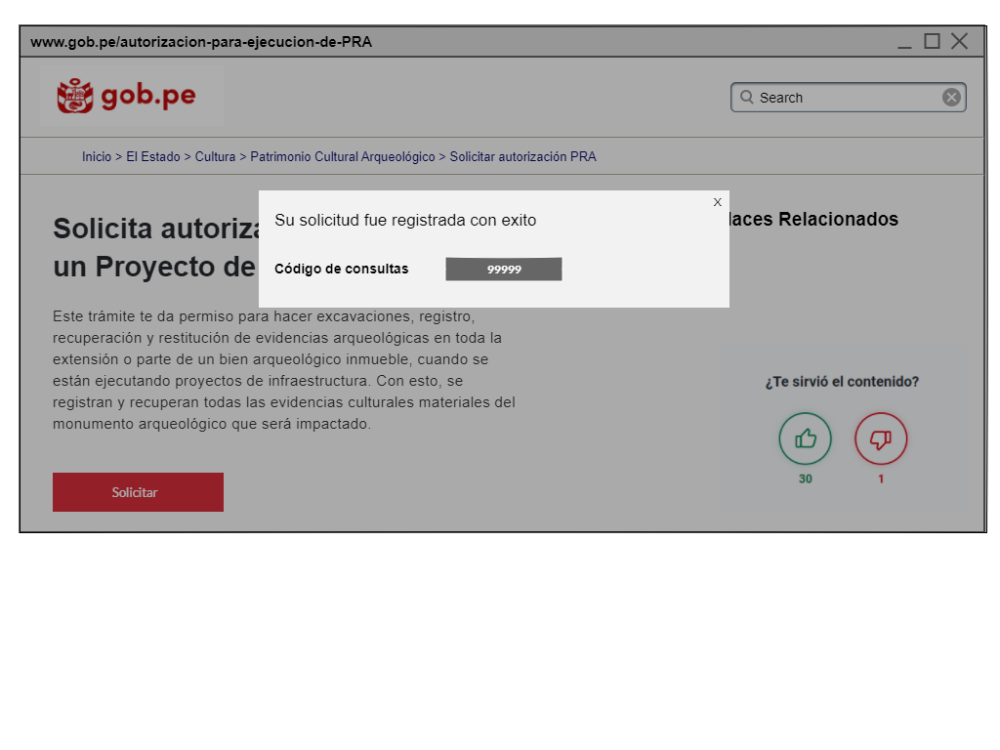 www.gob.pe/autorizacion-para-ejecucion-de-PRA
gob.pe
Search
Inicio > El Estado > Cultura > Patrimonio Cultural Arqueológico > Solicitar autorización PRA
Solicita
un Proyecto de
Su solicitud fue registrada con exito
X
Código de consultas
99999
Relacionados
Este trámite te da permiso para hacer excavaciones, registro,
recuperación y restitución de evidencias arqueológicas en toda la
extensión o parte de un bien arqueológico inmueble, cuando se
están ejecutando proyectos de infraestructura. Con esto, se
registran y recuperan todas las evidencias culturales materiales del
monumento arqueológico que será impactado.
Solicitar
¿Te sirvió el contenido?
30
1